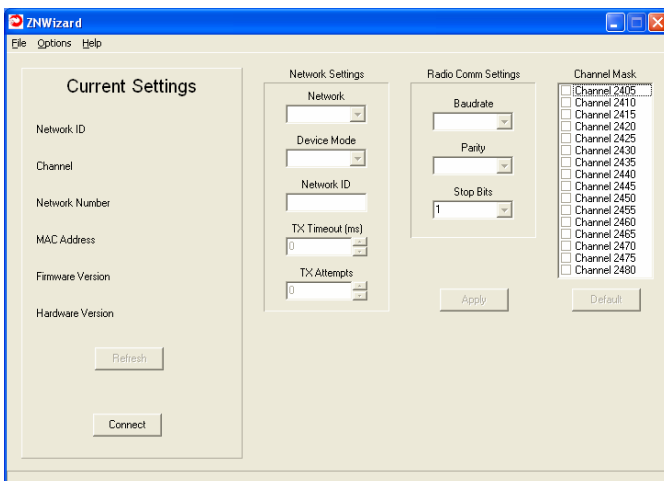 ZNWizard
File Options Help
Current Settings
Network ID
Channel
Network Number
MAC Address
Firmware Version
Hardware Version
Refresh
Connect
Network Settings
Network
Device Mode
Network ID
TX Timeout (ms)
0
TX Attempts
0
Radio Comm Settings
Baudrate
Parity
Stop Bits
1
Apply
Channel Mask
Channel 2405
Channel 2410
Channel 2415
Channel 2420
Channel 2425
Channel 2430
Channel 2435
Channel 2440
Channel 2445
Channel 2450
Channel 2455
Channel 2460
Channel 2465
Channel 2470
Channel 2475
Channel 2480
Default